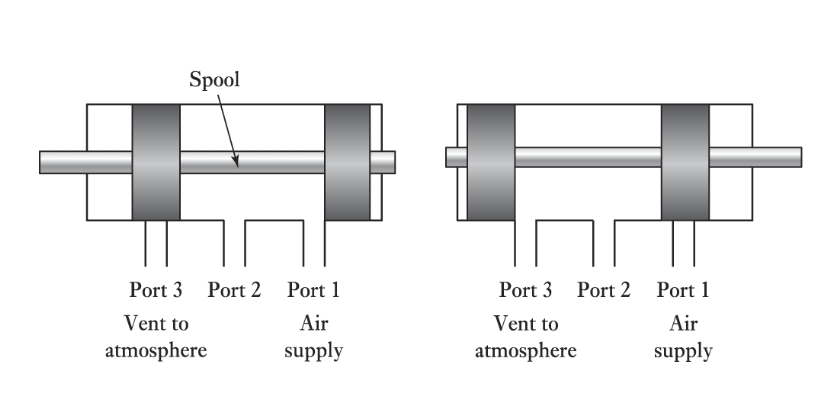 Spool
Port 3 Port 2 Port 1
Vent to atmosphere
Air supply
Port 3 Port 2 Port 1
Vent to atmosphere
Air supply